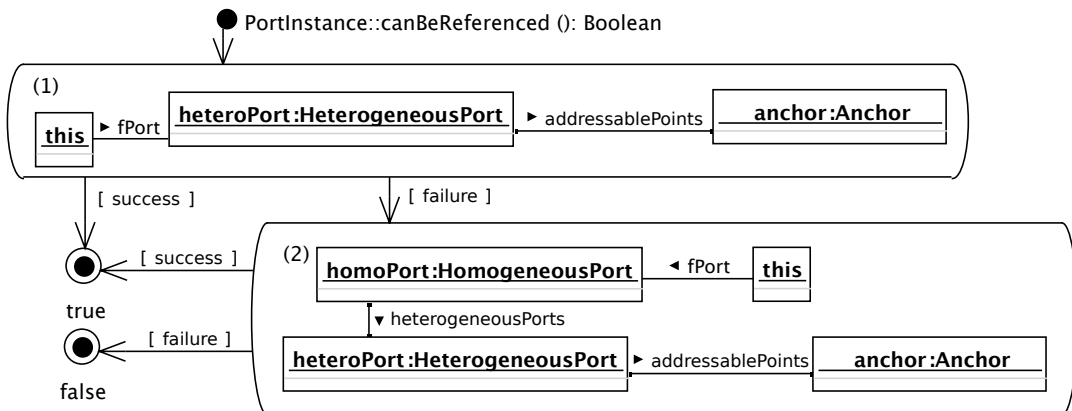 PortInstance::canBeReferenced (): Boolean
(1)
this
► fPort
heteroPort:HeterogeneousPort
► addressablePoints
anchor:Anchor
[ success ]
[ failure ]
(2)
homoPort:HomogeneousPort
◄ fPort
this
[ success ]
true
▼ heterogeneousPorts
[ failure ]
heteroPort:HeterogeneousPort
► addressablePoints
anchor:Anchor
false